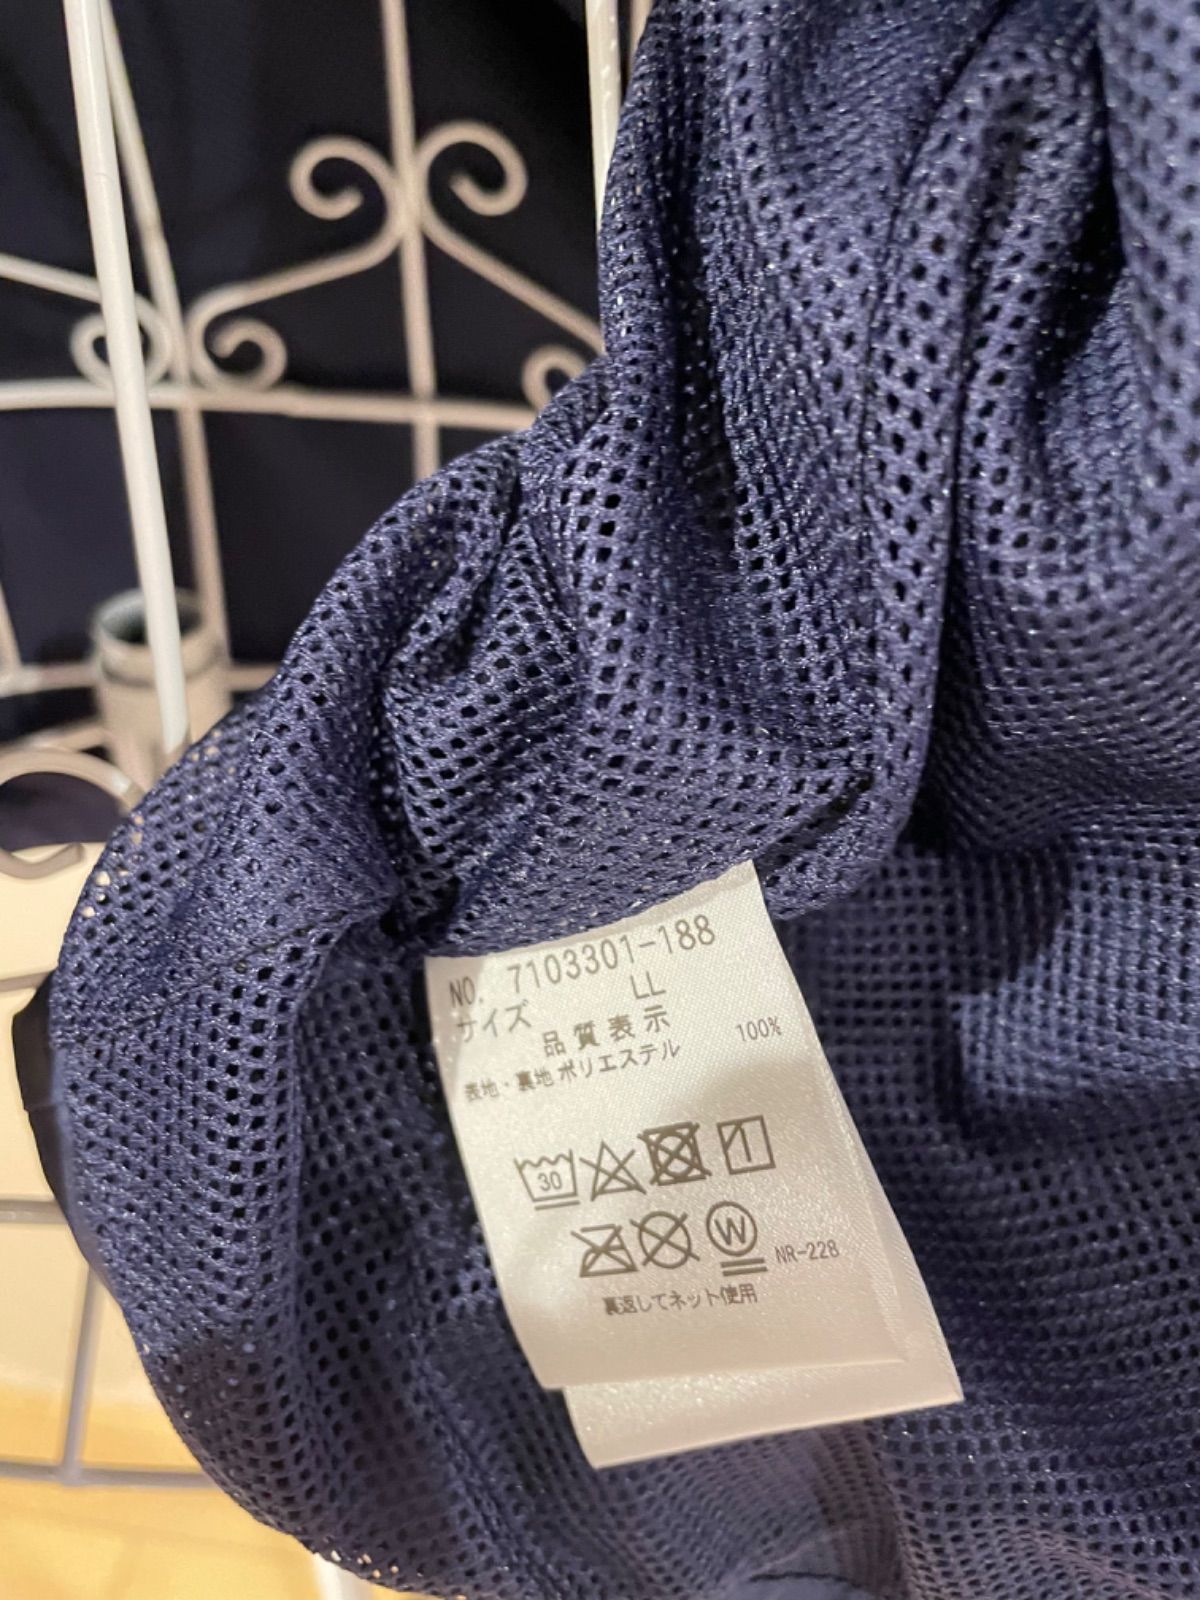 NO. 7103301-188
サイズ LL
品質表示
表地・裏地 ポリエステル 100%
30
W NR-228
裏返してネット使用